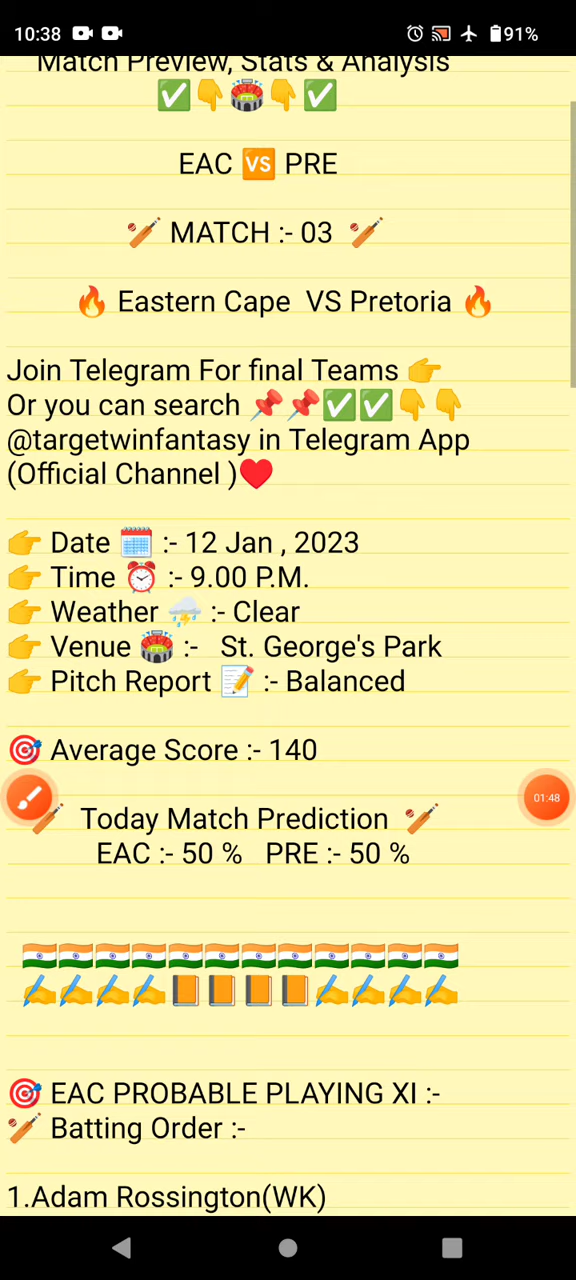 10:38 91%
Match Preview, Stats & Analysis
✅👇🏟️👇✅
EAC 🆚 PRE
🏏 MATCH :- 03 🏏
🔥 Eastern Cape VS Pretoria 🔥
Join Telegram For final Teams 👉
Or you can search 📌📌✅✅👇👇
@targetwinfantasy in Telegram App
(Official Channel )♥️
👉 Date 🗓️ :- 12 Jan , 2023
👉 Time ⏰ :- 9.00 P.M.
👉 Weather ⛈️ :- Clear
👉 Venue 🏟️ :- St. George's Park
👉 Pitch Report 📝 :- Balanced
🎯 Average Score :- 140
01:48
🏏 Today Match Prediction 🏏
EAC :- 50 % PRE :- 50 %
🇮🇳🇮🇳🇮🇳🇮🇳🇮🇳🇮🇳🇮🇳🇮🇳🇮🇳🇮🇳🇮🇳🇮🇳
✍️✍️✍️✍️📙📙📙📙✍️✍️✍️✍️
🎯 EAC PROBABLE PLAYING XI :-
🏏 Batting Order :-
1.Adam Rossington(WK)